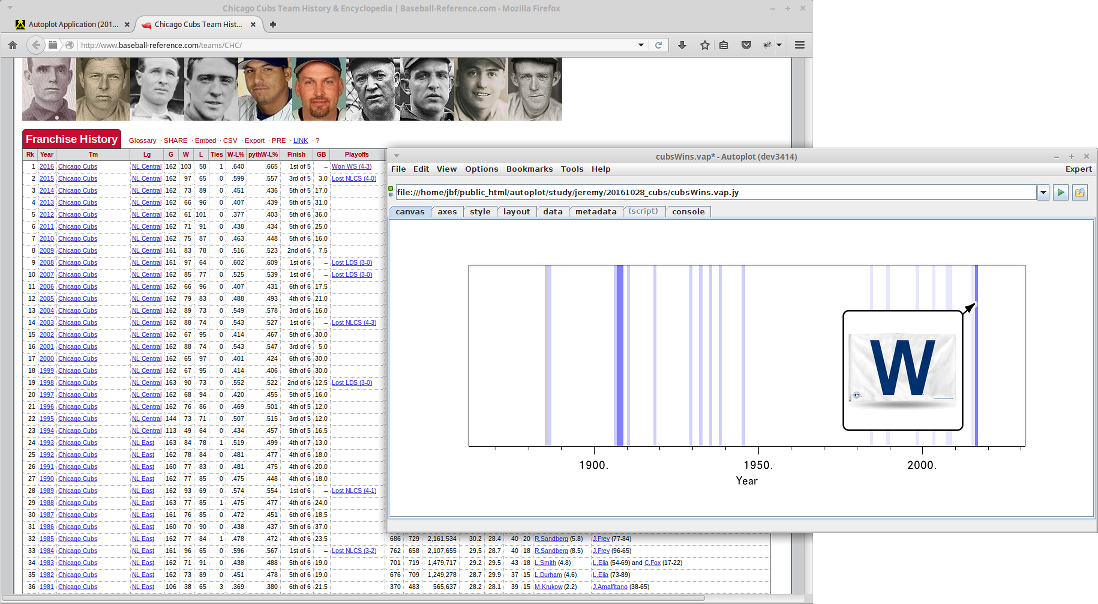 Chicago Cubs Team History & Encyclopedia | Baseball-Reference.com - Mozilla Firefox
Autoplot Application (201... × Chicago Cubs Team Hist... ×
http://www.baseball-reference.com/teams/CHC/
Franchise History Glossary · SHARE · Embed · CSV · Export · PRE · LINK · ?
Rk Year Tm Lg G W L Ties W-L% pythW-L% Finish GB Playoffs
1 2016 Chicago Cubs NL Central 162 103 58 1 .640 .665 1st of 5 -- Won WS (4-3)
2 2015 Chicago Cubs NL Central 162 97 65 0 .599 .557 3rd of 5 3.0 Lost NLCS (4-0)
3 2014 Chicago Cubs NL Central 162 73 89 0 .451 .436 5th of 5 17.0
4 2013 Chicago Cubs NL Central 162 66 96 0 .407 .439 5th of 5 31.0
5 2012 Chicago Cubs NL Central 162 61 101 0 .377 .403 5th of 6 36.0
6 2011 Chicago Cubs NL Central 162 71 91 0 .438 .434 5th of 6 25.0
7 2010 Chicago Cubs NL Central 162 75 87 0 .463 .448 5th of 6 16.0
8 2009 Chicago Cubs NL Central 161 83 78 0 .516 .523 2nd of 6 7.5
9 2008 Chicago Cubs NL Central 161 97 64 0 .602 .609 1st of 6 -- Lost LDS (3-0)
10 2007 Chicago Cubs NL Central 162 85 77 0 .525 .539 1st of 6 -- Lost LDS (3-0)
11 2006 Chicago Cubs NL Central 162 66 96 0 .407 .431 6th of 6 17.5
12 2005 Chicago Cubs NL Central 162 79 83 0 .488 .493 4th of 6 21.0
13 2004 Chicago Cubs NL Central 162 89 73 0 .549 .578 3rd of 6 16.0
14 2003 Chicago Cubs NL Central 162 88 74 0 .543 .527 1st of 6 -- Lost NLCS (4-3)
15 2002 Chicago Cubs NL Central 162 67 95 0 .414 .467 5th of 6 30.0
16 2001 Chicago Cubs NL Central 162 88 74 0 .543 .547 3rd of 6 5.0
17 2000 Chicago Cubs NL Central 162 65 97 0 .401 .424 6th of 6 30.0
18 1999 Chicago Cubs NL Central 162 67 95 0 .414 .406 6th of 6 30.0
19 1998 Chicago Cubs NL Central 163 90 73 0 .552 .522 2nd of 6 12.5 Lost LDS (3-0)
20 1997 Chicago Cubs NL Central 162 68 94 0 .420 .455 5th of 5 16.0
21 1996 Chicago Cubs NL Central 162 76 86 0 .469 .501 4th of 5 12.0
22 1995 Chicago Cubs NL Central 144 73 71 0 .507 .515 3rd of 5 12.0
23 1994 Chicago Cubs NL Central 113 49 64 0 .434 .457 5th of 5 16.5
24 1993 Chicago Cubs NL East 163 84 78 1 .519 .499 4th of 7 13.0
25 1992 Chicago Cubs NL East 162 78 84 0 .481 .477 4th of 6 18.0
26 1991 Chicago Cubs NL East 160 77 83 0 .481 .475 4th of 6 20.0
27 1990 Chicago Cubs NL East 162 77 85 0 .475 .448 4th of 6 18.0
28 1989 Chicago Cubs NL East 162 93 69 0 .574 .554 1st of 6 -- Lost NLCS (4-1)
29 1988 Chicago Cubs NL East 163 77 85 1 .475 .477 4th of 6 24.0
30 1987 Chicago Cubs NL East 161 76 85 0 .472 .451 6th of 6 18.5
31 1986 Chicago Cubs NL East 160 70 90 0 .438 .437 5th of 6 37.0
32 1985 Chicago Cubs NL East 162 77 84 1 .478 .472 4th of 6 23.5 686 729 2,161,534 30.2 28.4 40 20 R.Sandberg (5.8) J.Frey (77-84)
33 1984 Chicago Cubs NL East 161 96 65 0 .596 .567 1st of 6 -- Lost NLCS (3-2) 762 658 2,107,655 29.5 28.7 40 18 R.Sandberg (8.5) J.Frey (96-65)
34 1983 Chicago Cubs NL East 162 71 91 0 .438 .488 5th of 6 19.0 701 719 1,479,717 29.2 29.5 43 14 L.Smith (4.8) L.Elia (54-69) and C.Fox (17-22)
35 1982 Chicago Cubs NL East 162 73 89 0 .451 .478 5th of 6 19.0 676 709 1,249,278 28.7 29.9 37 15 L.Durham (4.6) L.Elia (73-89)
36 1981 Chicago Cubs NL East 106 38 65 3 .369 .380 6th of 6 21.5 370 483 565,637 28.2 28.1 39 15 M.Krukow (2.2) J.Amalfitano (38-65)
cubsWins.vap* - Autoplot (dev3414)
File Edit View Options Bookmarks Tools Help Expert
file:///home/jbf/public_html/autoplot/study/jeremy/20161028_cubs/cubsWins.vap.jy
canvas axes style layout data metadata (script) console
W
1900. 1950. 2000.
Year